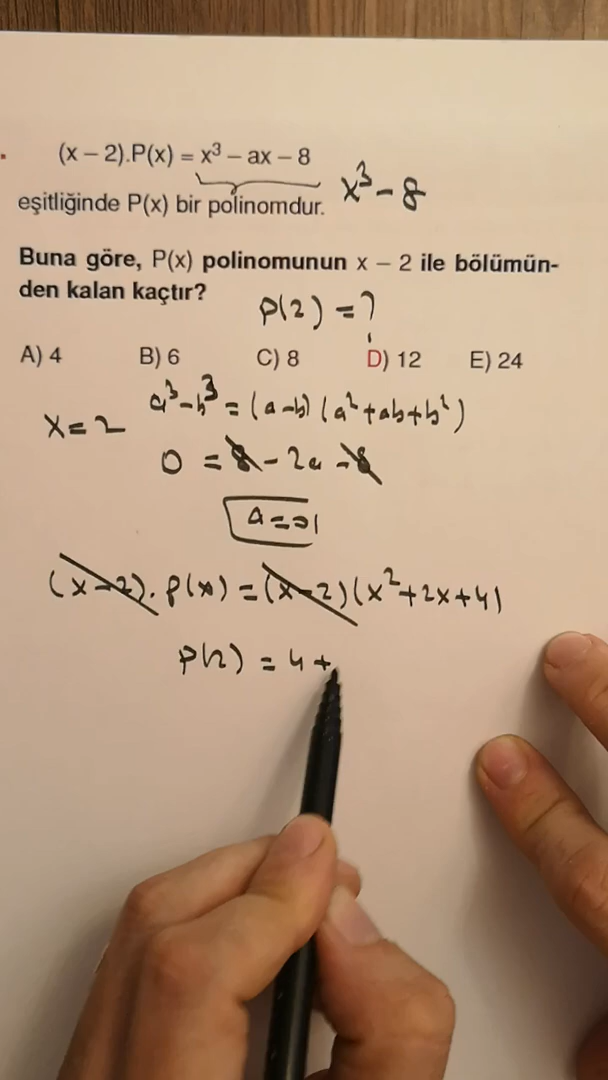 (x – 2).P(x) = x³ – ax – 8
x³ - 8
eşitliğinde P(x) bir polinomdur.
Buna göre, P(x) polinomunun x – 2 ile bölümün-
den kalan kaçtır?
P(2) = ?
A) 4 B) 6 C) 8 D) 12 E) 24
a³-b³ = (a-b) (a²+ab+b²)
x = 2
0 = 8 - 2a - 8
(x-2). P(x) = (x-2) (x²+2x+4)
P(2) = 4 +